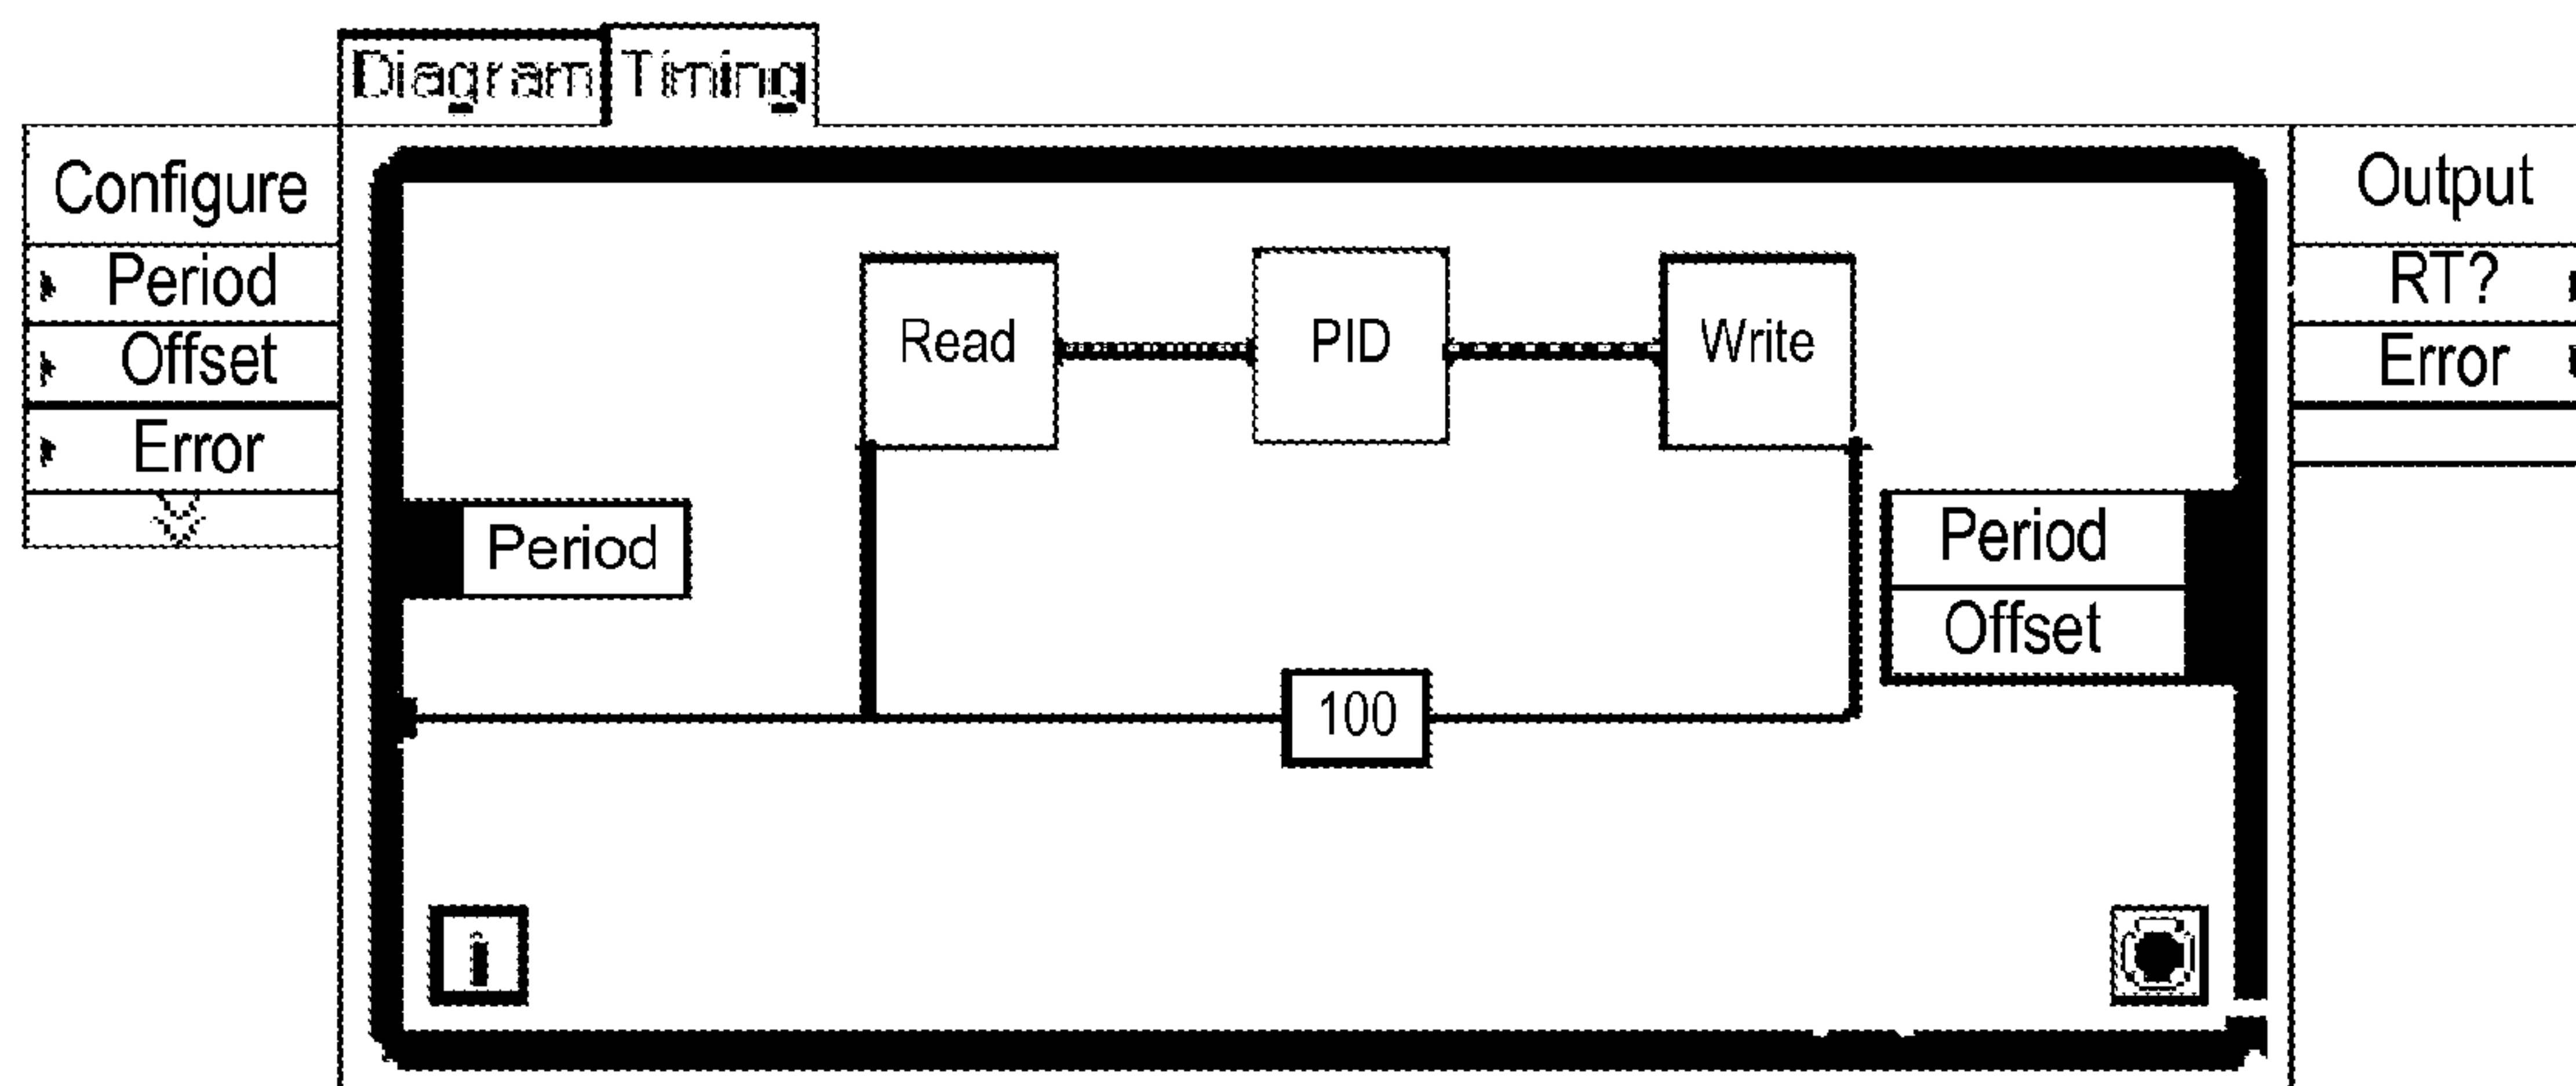 Diagram Timing
Configure
Period
Offset
Error
Read
PID
Write
Period
100
Period
Offset
i
Output
RT?
Error